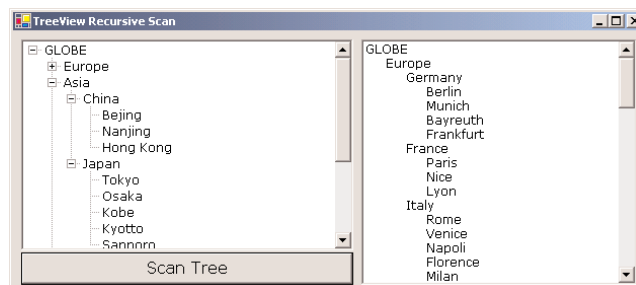 TreeView Recursive Scan
GLOBE
Europe
Asia
China
Bejing
Nanjing
Hong Kong
Japan
Tokyo
Osaka
Kobe
Kyotto
Sannoro
Scan Tree
GLOBE
Europe
Germany
Berlin
Munich
Bayreuth
Frankfurt
France
Paris
Nice
Lyon
Italy
Rome
Venice
Napoli
Florence
Milan